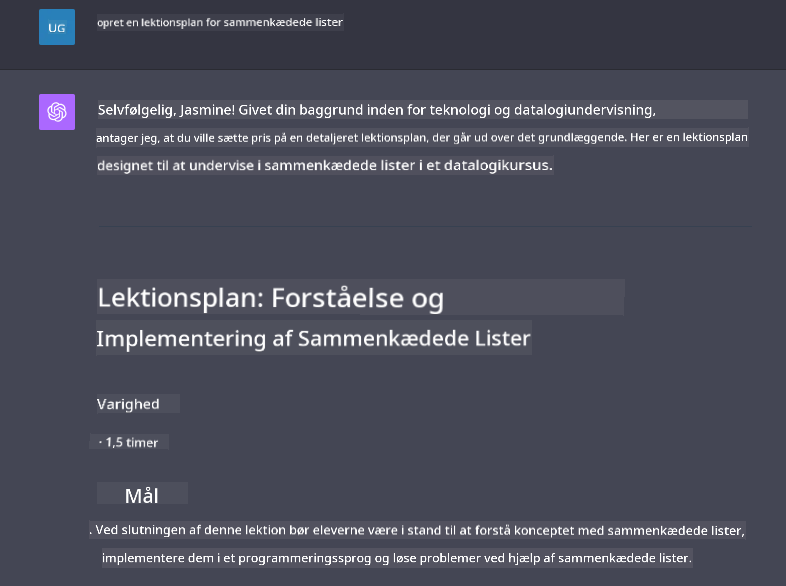 UG
opret en lektionsplan for sammenkædede lister
Selvfølgelig, Jasmine! Givet din baggrund inden for teknologi og datalogiundervisning,
antager jeg, at du ville sætte pris på en detaljeret lektionsplan, der går ud over det grundlæggende. Her er en lektionsplan
designet til at undervise i sammenkædede lister i et datalogikursus.
Lektionsplan: Forståelse og
Implementering af Sammenkædede Lister
Varighed
· 1,5 timer
Mål
. Ved slutningen af denne lektion bør eleverne være i stand til at forstå konceptet med sammenkædede lister,
implementere dem i et programmeringssprog og løse problemer ved hjælp af sammenkædede lister.